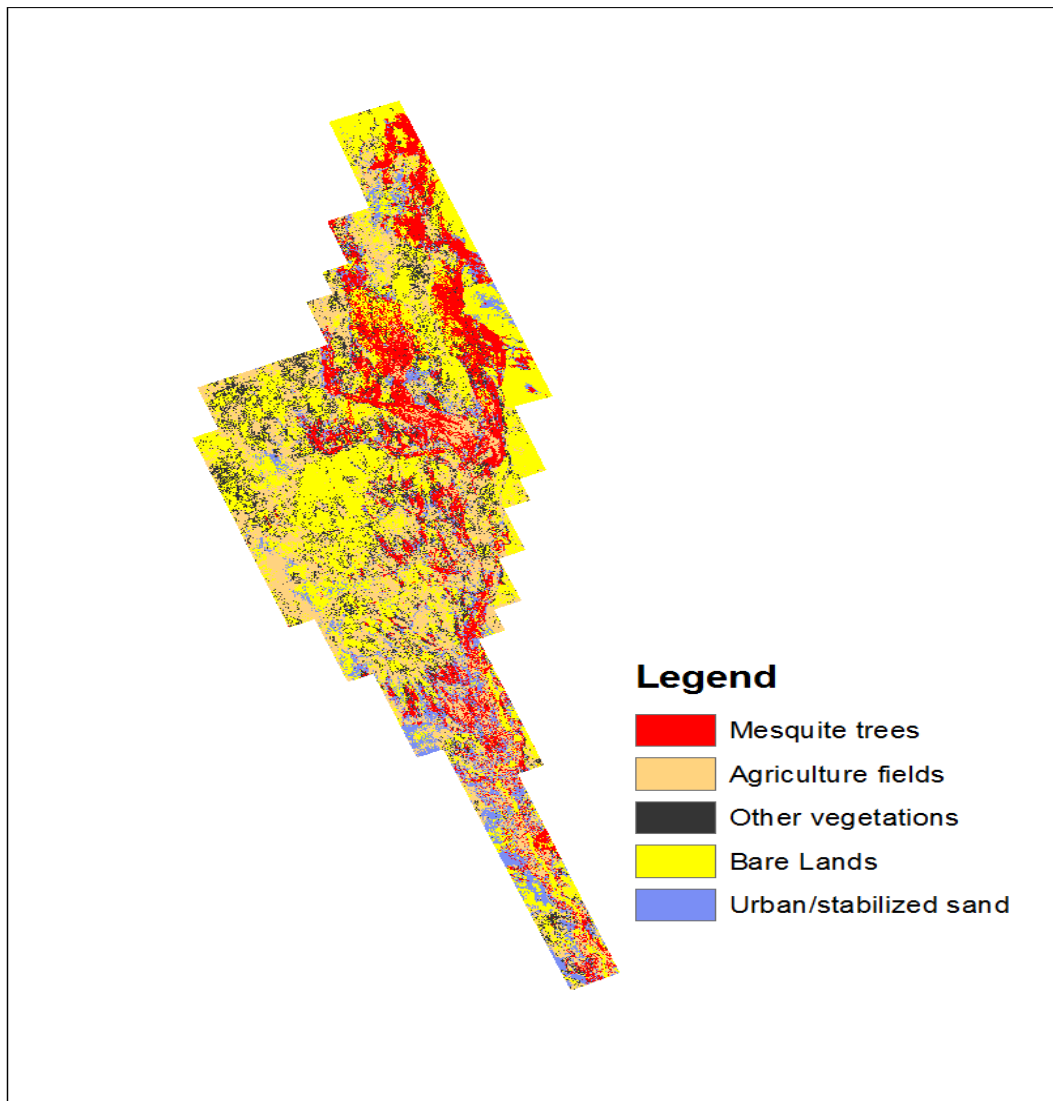 Legend
Mesquite trees
Agriculture fields
Other vegetations
Bare Lands
Urban/stabilized sand